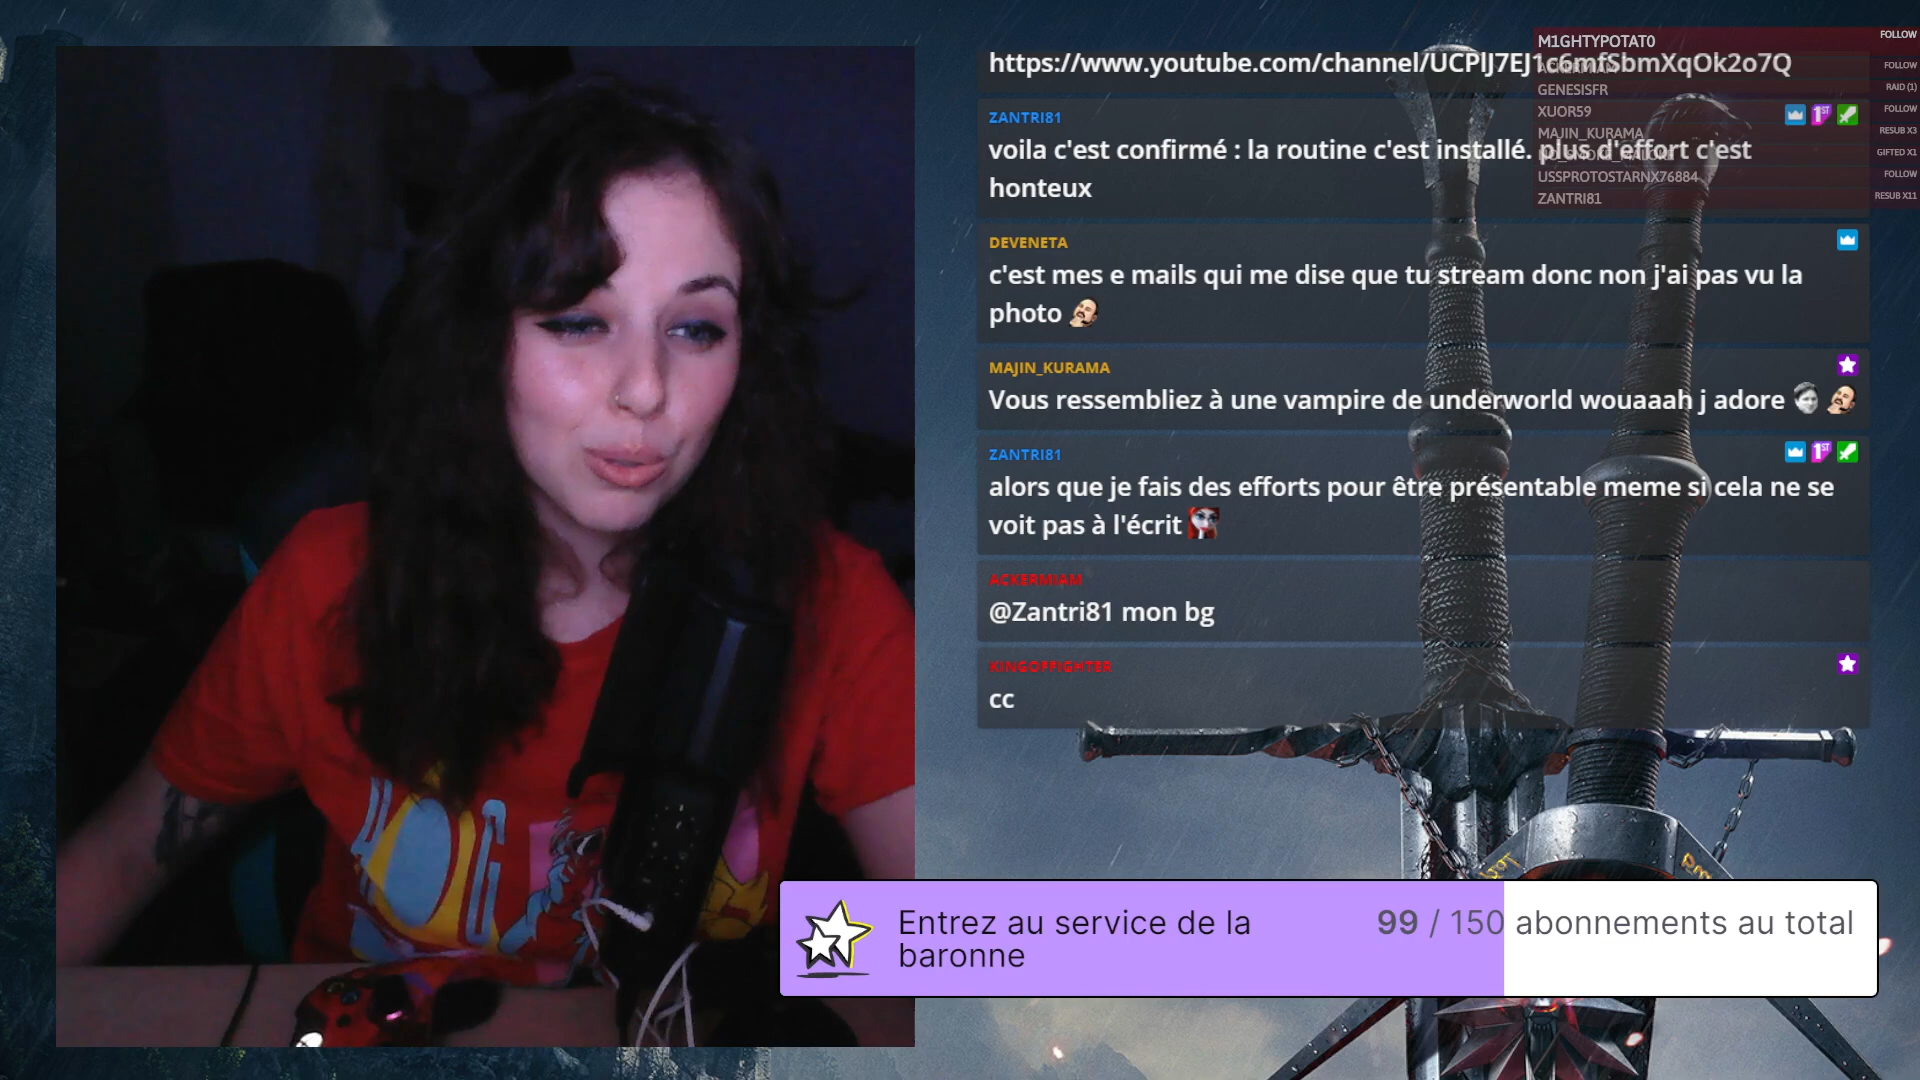 https://www.youtube.com/channel/UCPlJ7EJ1c6mfSbmXqOk2o7Q
M1GHTYPOTAT0 FOLLOW
ACKERMIAM FOLLOW
GENESISFR RAID (1)
XUOR59 FOLLOW
MAJIN_KURAMA RESUB X3
GIFTED X1
USSPROTOSTARNX76884 FOLLOW
ZANTRI81 RESUB X11
ZANTRI81
voila c'est confirmé : la routine c'est installé. plus d'effort c'est
honteux
DEVENETA
c'est mes e mails qui me dise que tu stream donc non j'ai pas vu la
photo
MAJIN_KURAMA
Vous ressembliez à une vampire de underworld wouaaah j adore
ZANTRI81
alors que je fais des efforts pour être présentable meme si cela ne se
voit pas à l'écrit
ACKERMIAM
@Zantri81 mon bg
KINGOFFIGHTER
cc
Entrez au service de la
baronne
99 / 150 abonnements au total